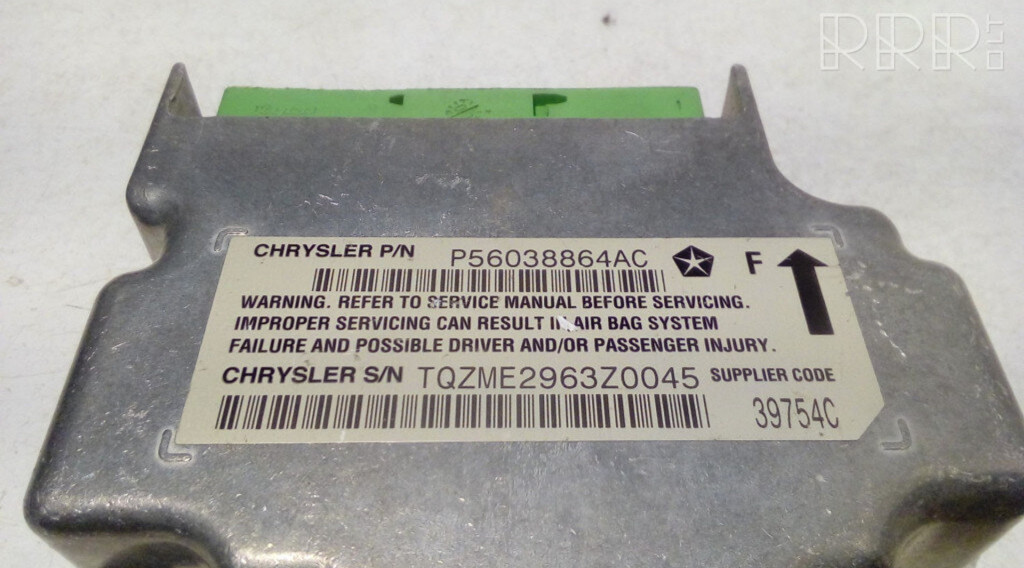 RRR.LT
CHRYSLER P/N P56038864AC F
WARNING. REFER TO SERVICE MANUAL BEFORE SERVICING.
IMPROPER SERVICING CAN RESULT IN AIR BAG SYSTEM
FAILURE AND POSSIBLE DRIVER AND/OR PASSENGER INJURY.
CHRYSLER S/N TQZME2963Z0045 SUPPLIER CODE
39754C